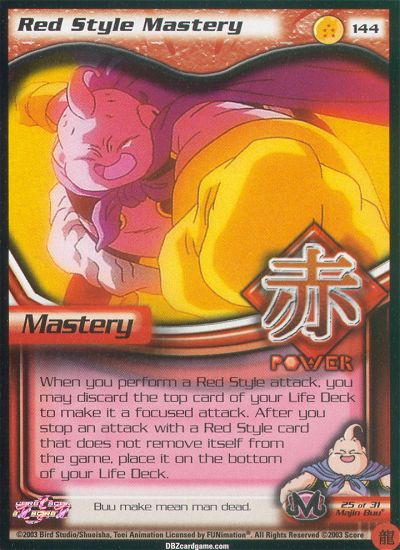 Red Style Mastery
144
赤
POWER
Mastery
When you perform a Red Style attack, you
may discard the top card of your Life Deck
to make it a focused attack. After you
stop an attack with a Red Style card
that does not remove itself from
the game, place it on the bottom
of your Life Deck.
Buu make mean man dead.
M
25 of 31
Majin Buu
龍
©2003 Bird Studio/Shueisha, Toei Animation Licensed by FUNimation®. All Rights Reserved ©2003 Score
DBZcardgame.com